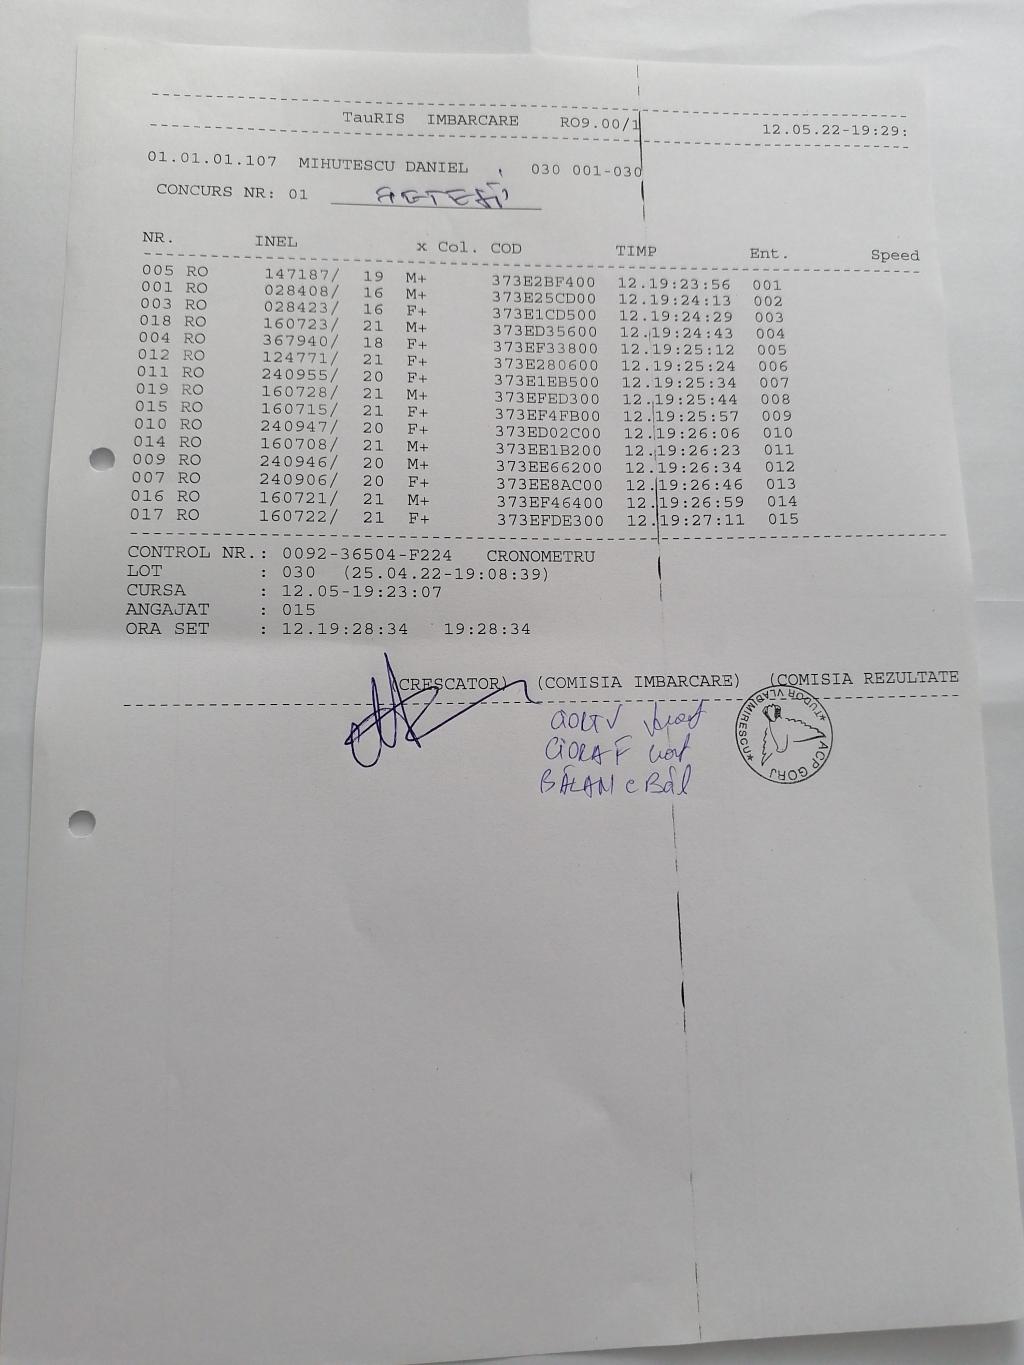 TauRIS IMBARCARE RO9.00/1 12.05.22-19:29:
01.01.01.107 MIHUTESCU DANIEL 030 001-030
CONCURS NR: 01
NR. INEL x Col. COD TIMP Ent. Speed
005 RO 147187/ 19 M+ 373E2BF400 12.19:23:56 001
001 RO 028408/ 16 M+ 373E25CD00 12.19:24:13 002
003 RO 028423/ 16 F+ 373E1CD500 12.19:24:29 003
018 RO 160723/ 21 M+ 373ED35600 12.19:24:43 004
004 RO 367940/ 18 F+ 373EF33800 12.19:25:12 005
012 RO 124771/ 21 F+ 373E280600 12.19:25:24 006
011 RO 240955/ 20 F+ 373E1EB500 12.19:25:34 007
019 RO 160728/ 21 M+ 373EFED300 12.19:25:44 008
015 RO 160715/ 21 F+ 373EF4FB00 12.19:25:57 009
010 RO 240947/ 20 F+ 373ED02C00 12.19:26:06 010
014 RO 160708/ 21 M+ 373EE1B200 12.19:26:23 011
009 RO 240946/ 20 M+ 373EE66200 12.19:26:34 012
007 RO 240906/ 20 F+ 373EE8AC00 12.19:26:46 013
016 RO 160721/ 21 M+ 373EF46400 12.19:26:59 014
017 RO 160722/ 21 F+ 373EFDE300 12.19:27:11 015
CONTROL NR.: 0092-36504-F224 CRONOMETRU
LOT : 030 (25.04.22-19:08:39)
CURSA : 12.05-19:23:07
ANGAJAT : 015
ORA SET : 12.19:28:34 19:28:34
(CRESCATOR) (COMISIA IMBARCARE) (COMISIA REZULTATE
BĂLAN C
ACP GORJ *TUDOR VLADIMIRESCU*